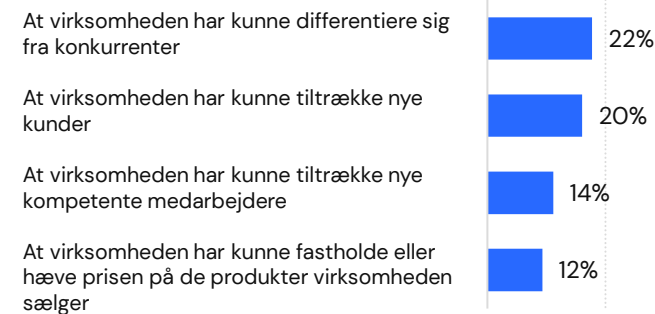 At virksomheden har kunne differentiere sig
fra konkurrenter
22%
At virksomheden har kunne tiltrække nye
kunder
20%
At virksomheden har kunne tiltrække nye
kompetente medarbejdere
14%
At virksomheden har kunne fastholde eller
hæve prisen på de produkter virksomheden
sælger
12%